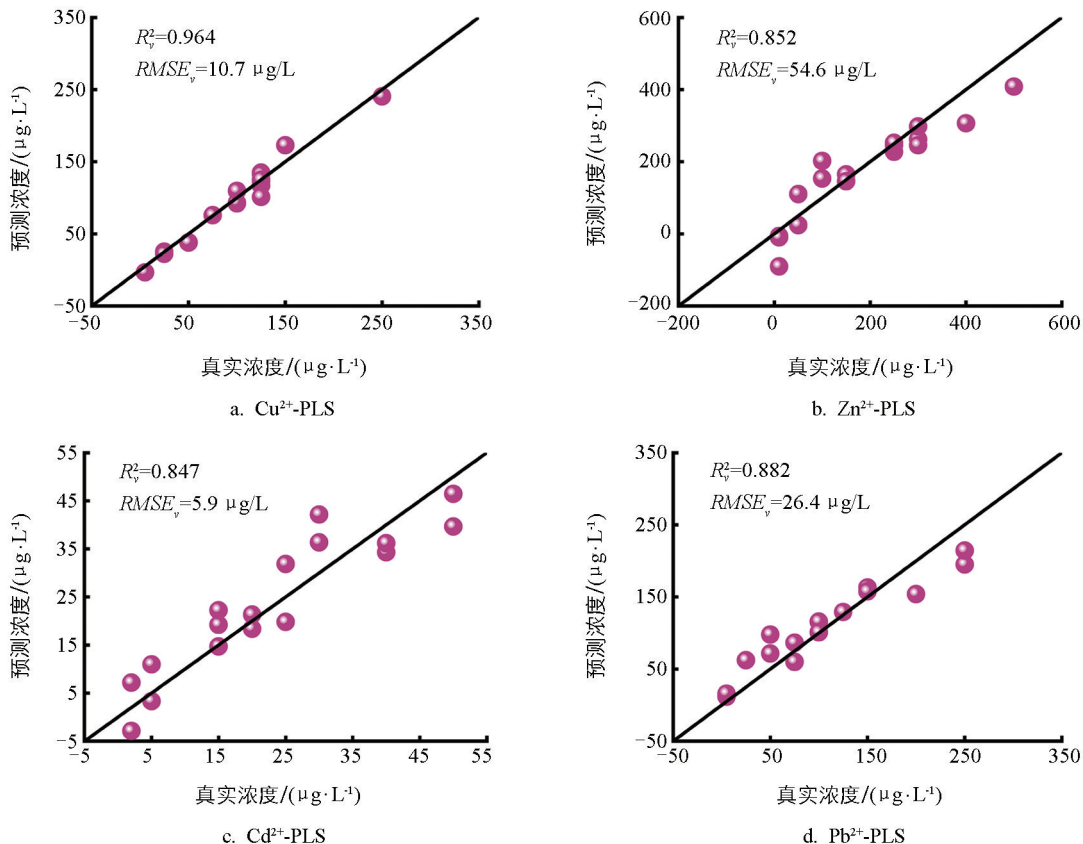 350
250
150
50
−50
−50
50
150
250
350
R²ᵥ=0.964
RMSEᵥ=10.7 μg/L
预测浓度/(μg·L⁻¹)
真实浓度/(μg·L⁻¹)
a. Cu²⁺-PLS
600
400
200
0
−200
−200
0
200
400
600
R²ᵥ=0.852
RMSEᵥ=54.6 μg/L
预测浓度/(μg·L⁻¹)
真实浓度/(μg·L⁻¹)
b. Zn²⁺-PLS
55
45
35
25
15
5
−5
−5
5
15
25
35
45
55
R²ᵥ=0.847
RMSEᵥ=5.9 μg/L
预测浓度/(μg·L⁻¹)
真实浓度/(μg·L⁻¹)
c. Cd²⁺-PLS
350
250
150
50
−50
−50
50
150
250
350
R²ᵥ=0.882
RMSEᵥ=26.4 μg/L
预测浓度/(μg·L⁻¹)
真实浓度/(μg·L⁻¹)
d. Pb²⁺-PLS